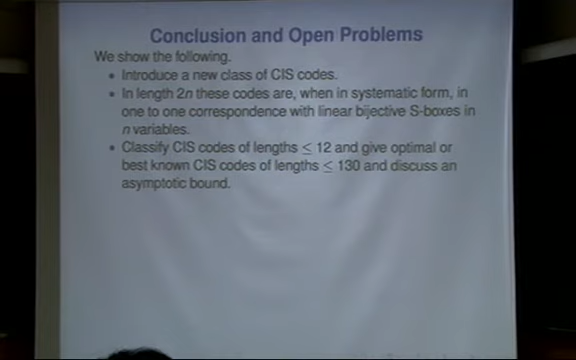 Conclusion and Open Problems
We show the following.
• Introduce a new class of CIS codes.
• In length 2n these codes are, when in systematic form, in
one to one correspondence with linear bijective S-boxes in
n variables.
• Classify CIS codes of lengths ≤ 12 and give optimal or
best known CIS codes of lengths ≤ 130 and discuss an
asymptotic bound.